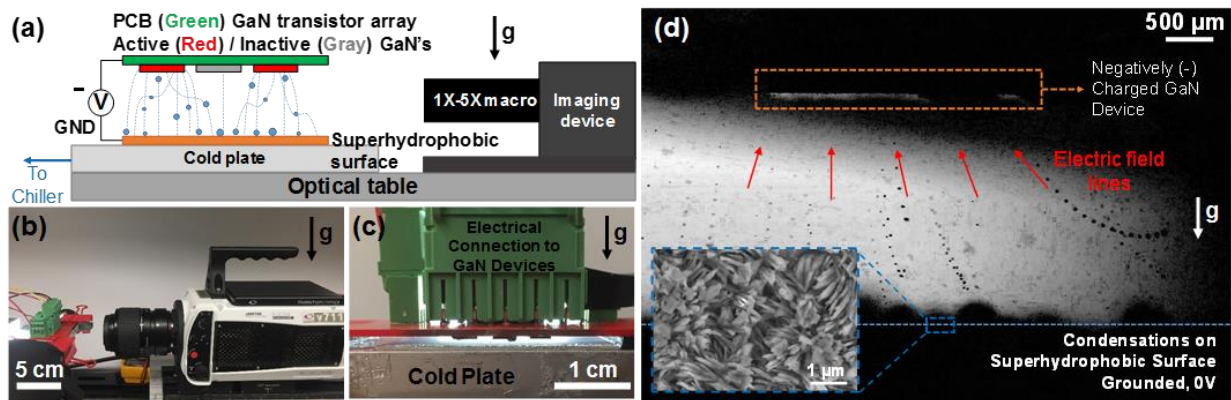 (a)
PCB (Green) GaN transistor array
Active (Red) / Inactive (Gray) GaN's
g
-
V
GND
1X-5X macro
Imaging
device
Superhydrophobic
surface
Cold plate
To
Chiller
Optical table
(b)
g
v711
5 cm
(c)
Electrical
Connection to
GaN Devices
g
Cold Plate
1 cm
(d)
500 µm
Negatively (-)
Charged GaN
Device
Electric field
lines
g
1 µm
Condensations on
Superhydrophobic Surface
Grounded, 0V